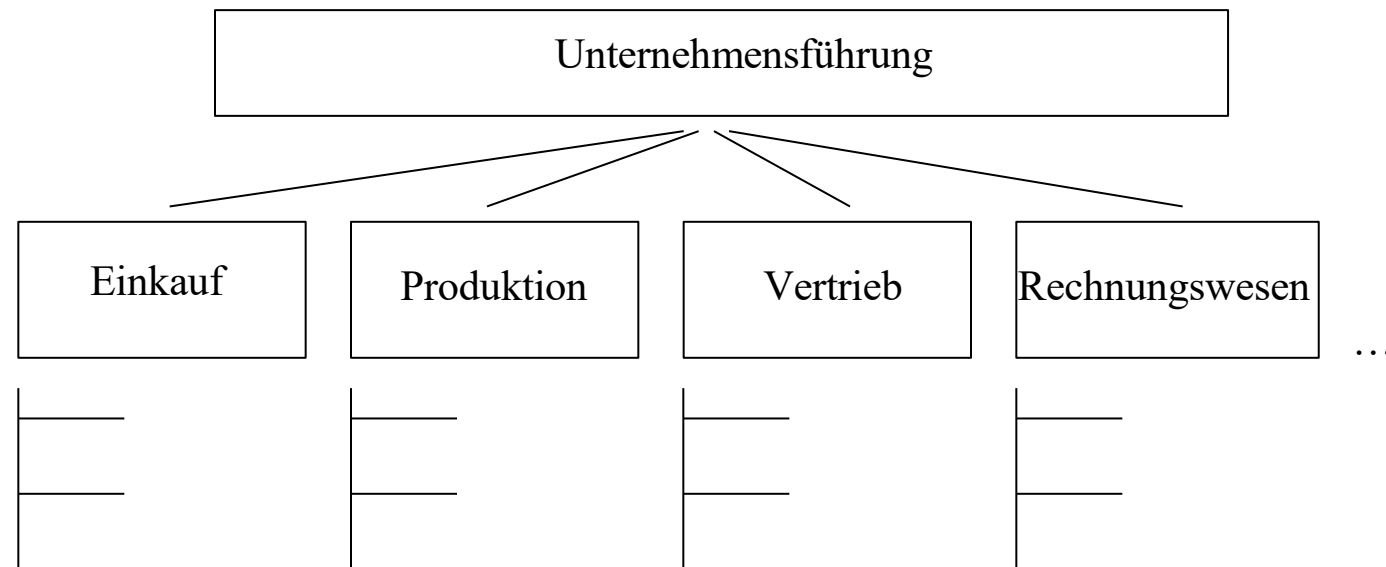 Unternehmensführung
Einkauf
Produktion
Vertrieb
Rechnungswesen
…